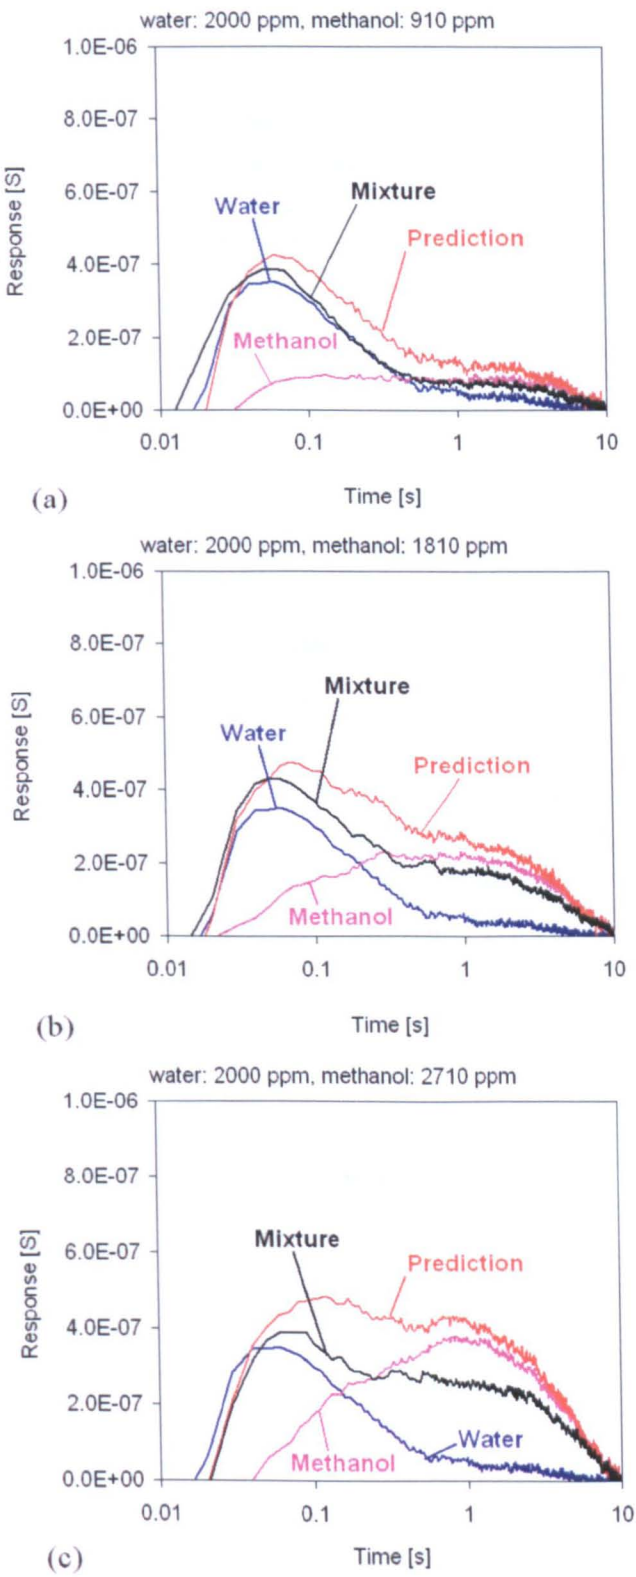 water: 2000 ppm, methanol: 910 ppm
1.0E-06
8.0E-07
6.0E-07
4.0E-07
2.0E-07
0.0E+00
Response [S]
Water
Mixture
Prediction
Methanol
0.01 0.1 1 10
(a) Time [s]
water: 2000 ppm, methanol: 1810 ppm
1.0E-06
8.0E-07
6.0E-07
4.0E-07
2.0E-07
0.0E+00
Response [S]
Mixture
Water
Prediction
Methanol
0.01 0.1 1 10
(b) Time [s]
water: 2000 ppm, methanol: 2710 ppm
1.0E-06
8.0E-07
6.0E-07
4.0E-07
2.0E-07
0.0E+00
Response [S]
Mixture
Prediction
Water
Methanol
0.01 0.1 1 10
(c) Time [s]